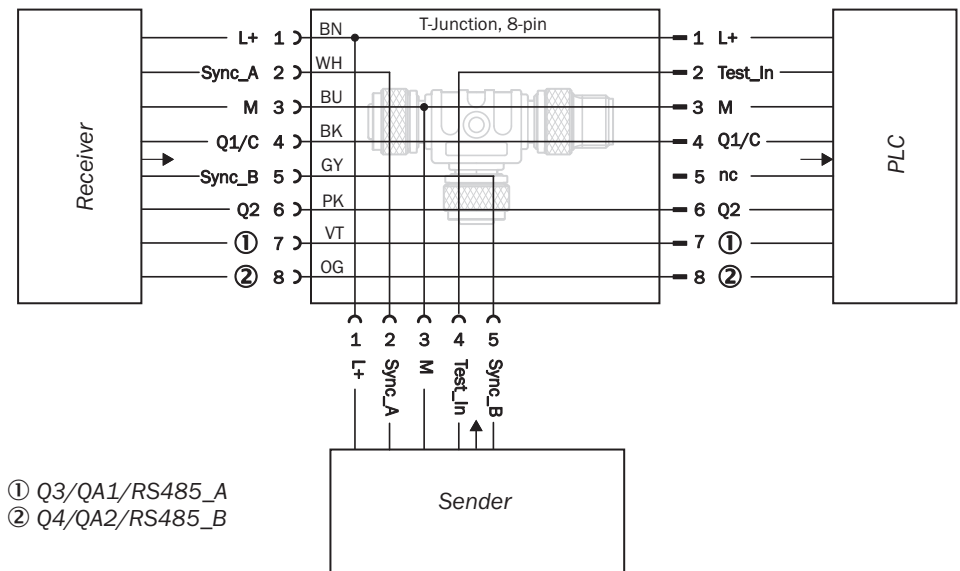 T-Junction, 8-pin
L+ 1 BN 1 L+
Sync_A 2 WH 2 Test_In
M 3 BU 3 M
Q1/C 4 BK 4 Q1/C
Sync_B 5 GY 5 nc
Q2 6 PK 6 Q2
① 7 VT 7 ①
② 8 OG 8 ②
Receiver
PLC
1 2 3 4 5
L+ Sync_A M Test_In Sync_B
Sender
① Q3/QA1/RS485_A
② Q4/QA2/RS485_B